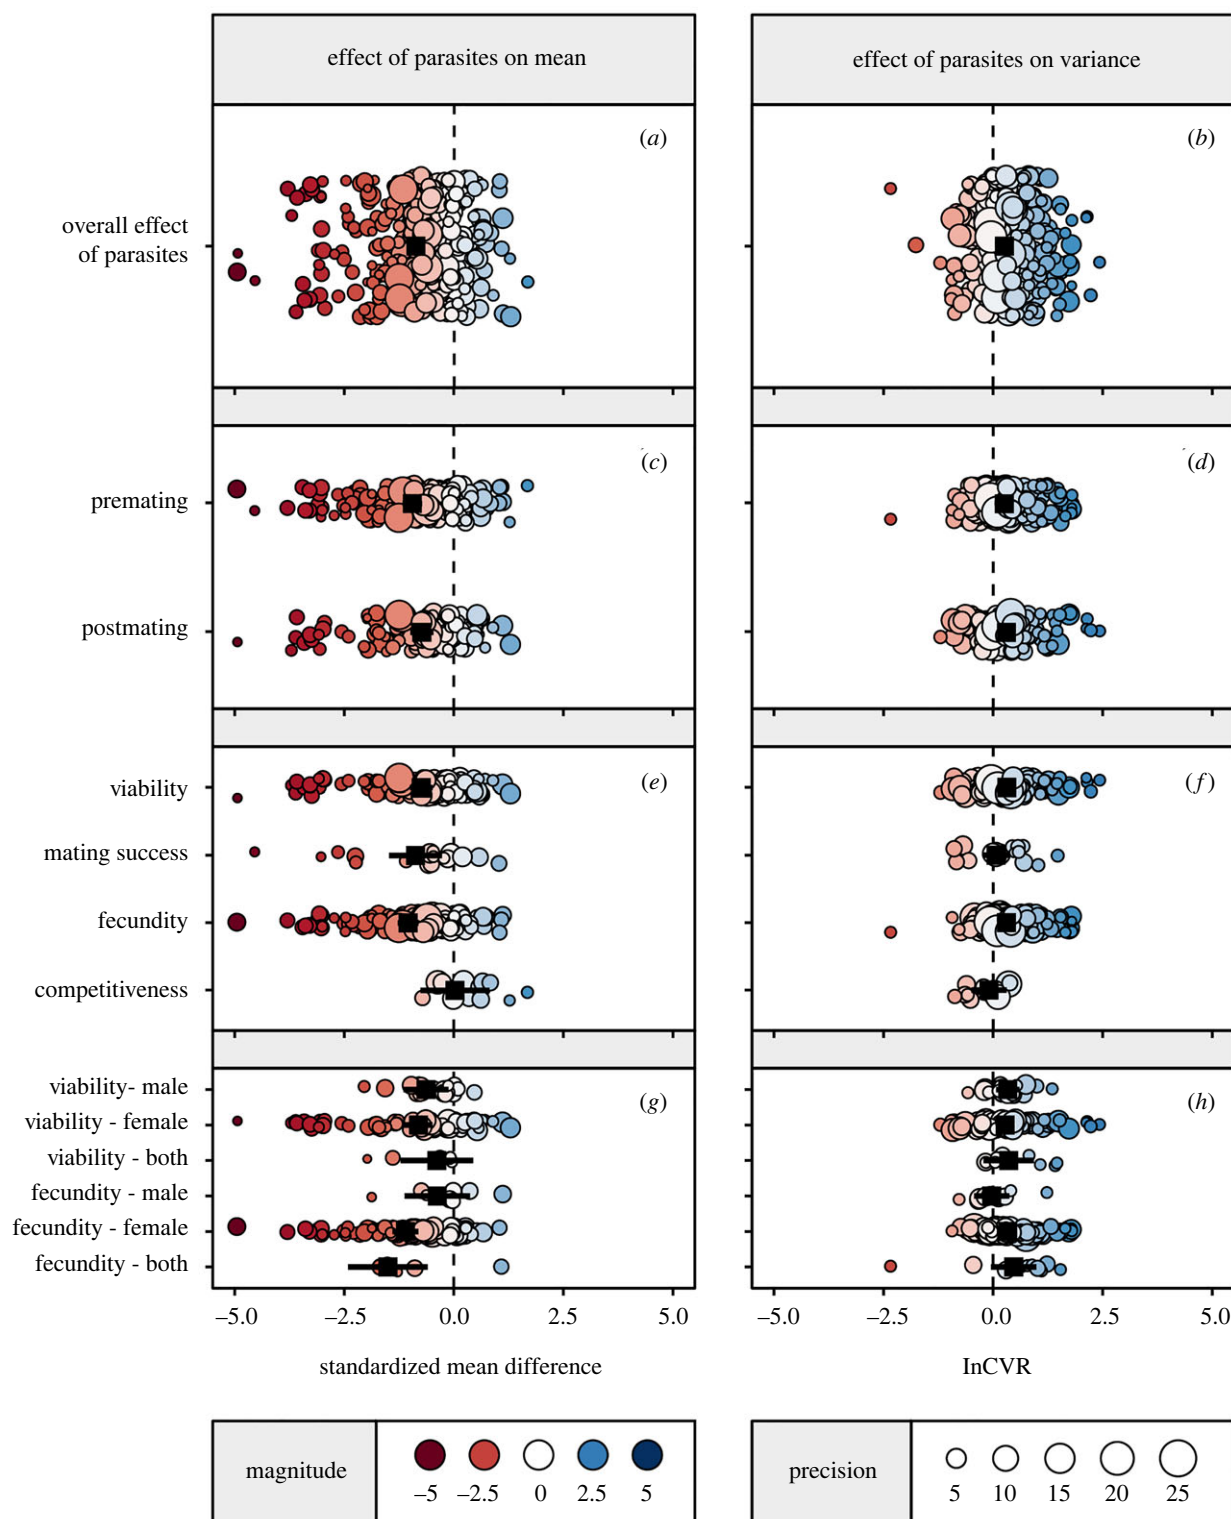 effect of parasites on mean
effect of parasites on variance
(a)
(b)
overall effect
of parasites
(c)
(d)
premating
postmating
(e)
(f)
viability
mating success
fecundity
competitiveness
(g)
(h)
viability- male
viability - female
viability - both
fecundity - male
fecundity - female
fecundity - both
–5.0 –2.5 0.0 2.5 5.0
–5.0 –2.5 0.0 2.5 5.0
standardized mean difference
InCVR
magnitude
–5 –2.5 0 2.5 5
precision
5 10 15 20 25